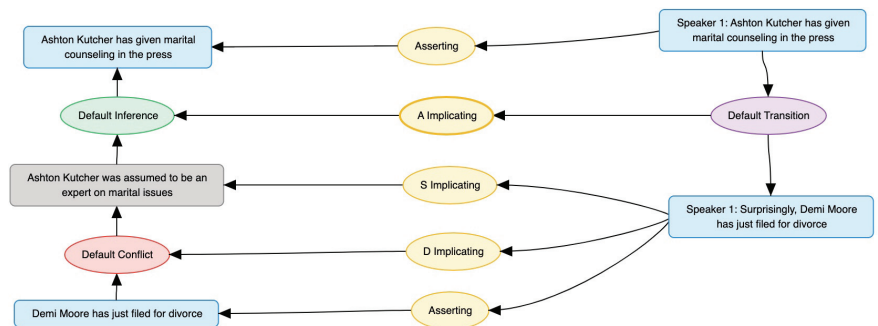 Ashton Kutcher has given marital
counseling in the press
Asserting
Speaker 1: Ashton Kutcher has given
marital counseling in the press
Default Inference
A Implicating
Default Transition
Ashton Kutcher was assumed to be an
expert on marital issues
S Implicating
Speaker 1: Surprisingly, Demi Moore
has just filed for divorce
Default Conflict
D Implicating
Demi Moore has just filed for divorce
Asserting